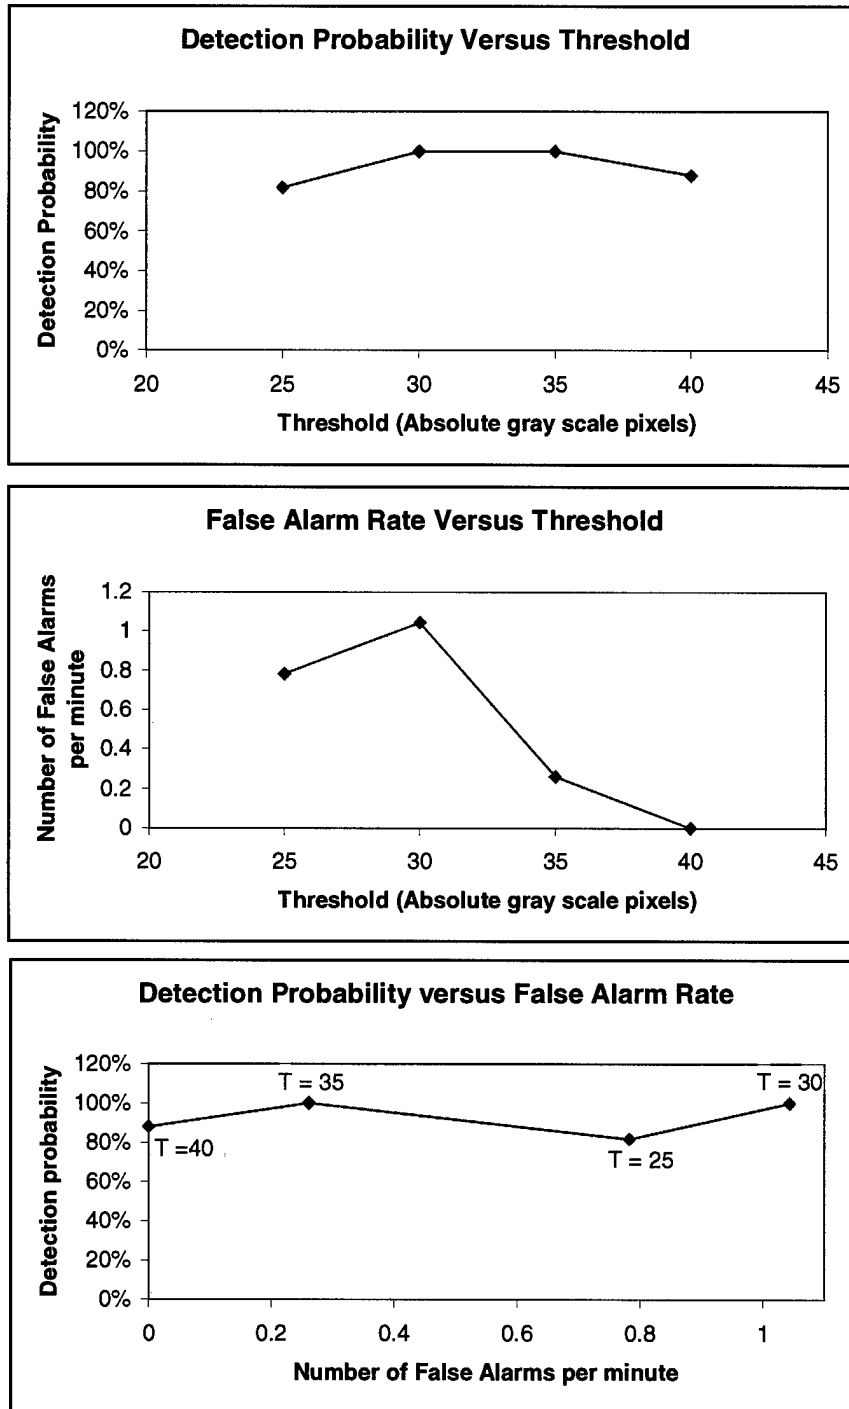 Detection Probability Versus Threshold
Detection Probability
120%
100%
80%
60%
40%
20%
0%
20 25 30 35 40 45
Threshold (Absolute gray scale pixels)
False Alarm Rate Versus Threshold
Number of False Alarms
per minute
1.2
1
0.8
0.6
0.4
0.2
0
20 25 30 35 40 45
Threshold (Absolute gray scale pixels)
Detection Probability versus False Alarm Rate
Detection probability
120%
100%
80%
60%
40%
20%
0%
T = 35
T = 30
T =40
T = 25
0 0.2 0.4 0.6 0.8 1
Number of False Alarms per minute